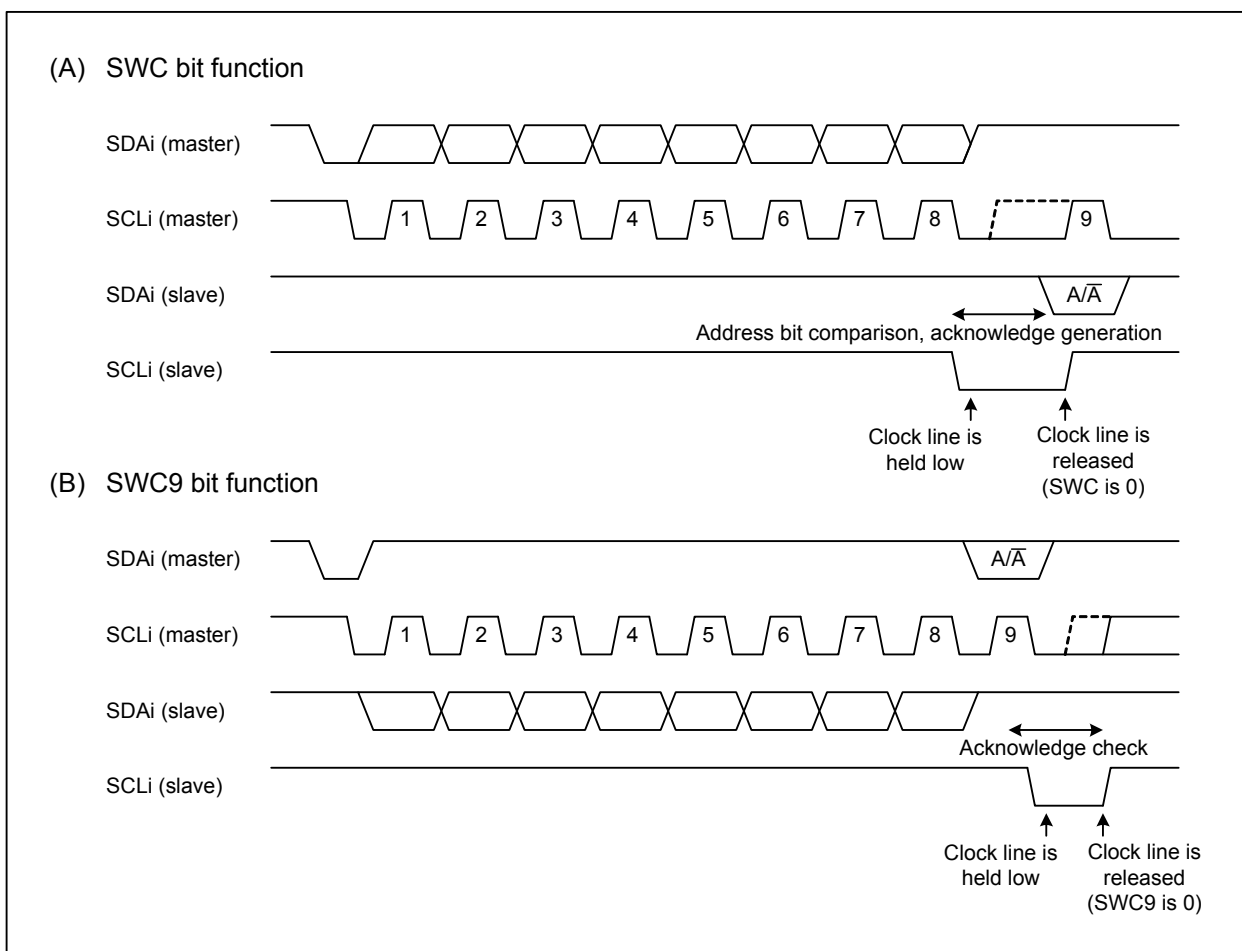 (A) SWC bit function
SDAi (master)
SCLi (master)
1 2 3 4 5 6 7 8 9
SDAi (slave)
A/A̅
Address bit comparison, acknowledge generation
SCLi (slave)
Clock line is
held low
Clock line is
released
(SWC is 0)
(B) SWC9 bit function
SDAi (master)
A/A̅
SCLi (master)
1 2 3 4 5 6 7 8 9
SDAi (slave)
Acknowledge check
SCLi (slave)
Clock line is
held low
Clock line is
released
(SWC9 is 0)